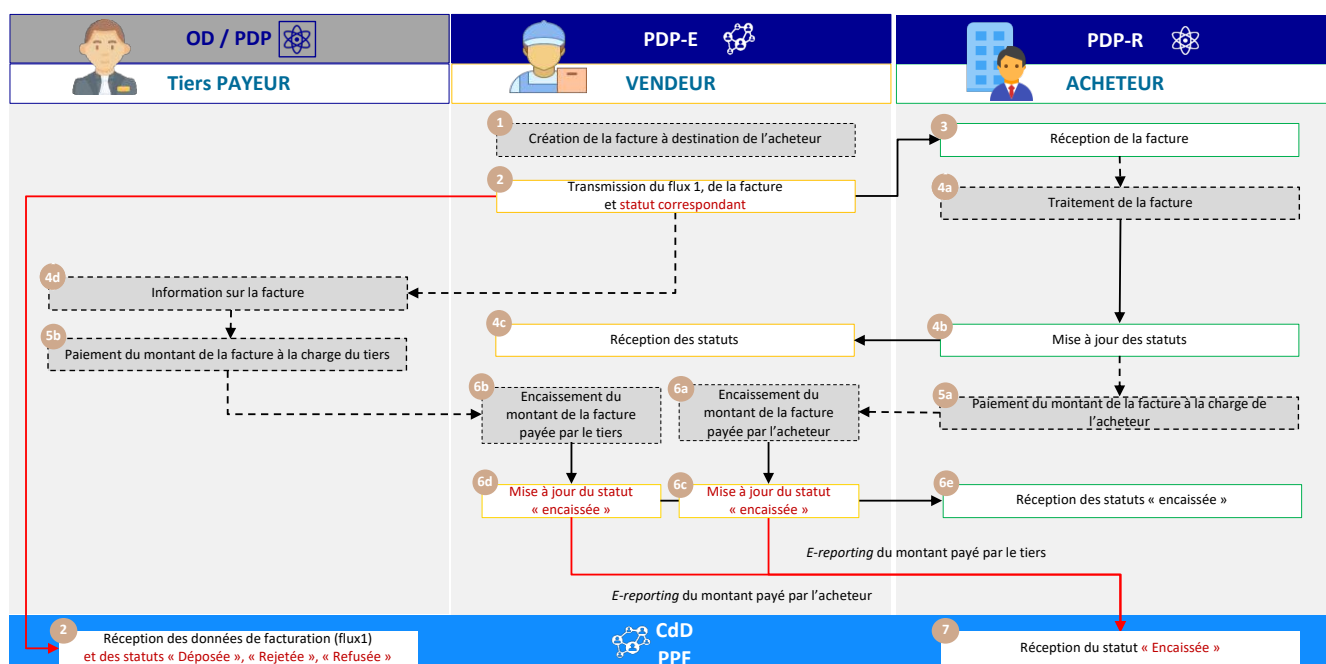 OD / PDP
PDP-E
PDP-R
Tiers PAYEUR
VENDEUR
ACHETEUR
1
Création de la facture à destination de l'acheteur
3
Réception de la facture
2
Transmission du flux 1, de la facture
et statut correspondant
4a
Traitement de la facture
4d
Information sur la facture
5b
Paiement du montant de la facture à la charge du tiers
4c
Réception des statuts
4b
Mise à jour des statuts
6b
Encaissement du
montant de la facture
payée par le tiers
6a
Encaissement du
montant de la facture
payée par l'acheteur
5a
Paiement du montant de la facture à la charge de
l'acheteur
6d
Mise à jour du statut
« encaissée »
6c
Mise à jour du statut
« encaissée »
6e
Réception des statuts « encaissée »
E-reporting du montant payé par le tiers
E-reporting du montant payé par l'acheteur
2
Réception des données de facturation (flux1)
et des statuts « Déposée », « Rejetée », « Refusée »
CdD
PPF
7
Réception du statut « Encaissée »